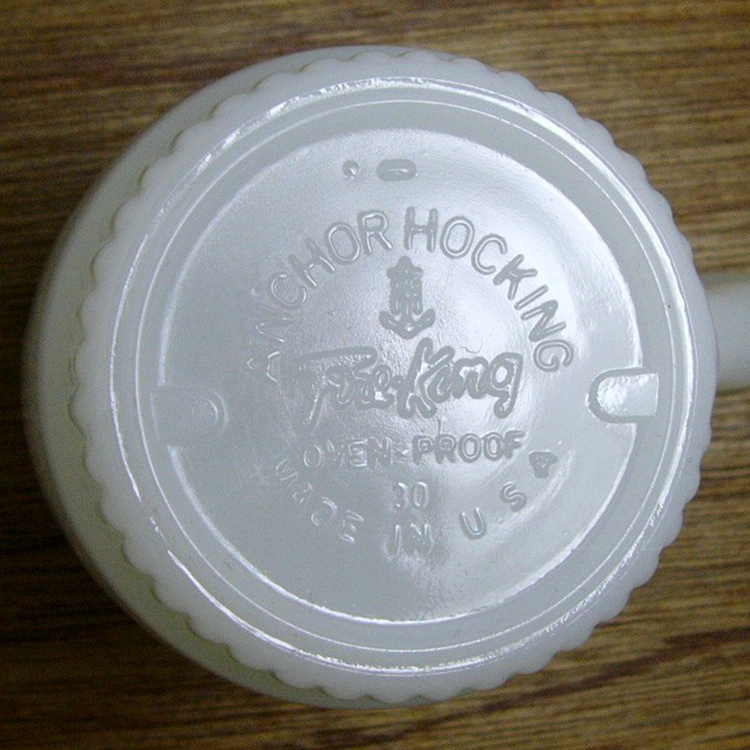 ANCHOR HOCKING
Fire-King
OVEN-PROOF
30
MADE IN U.S.A